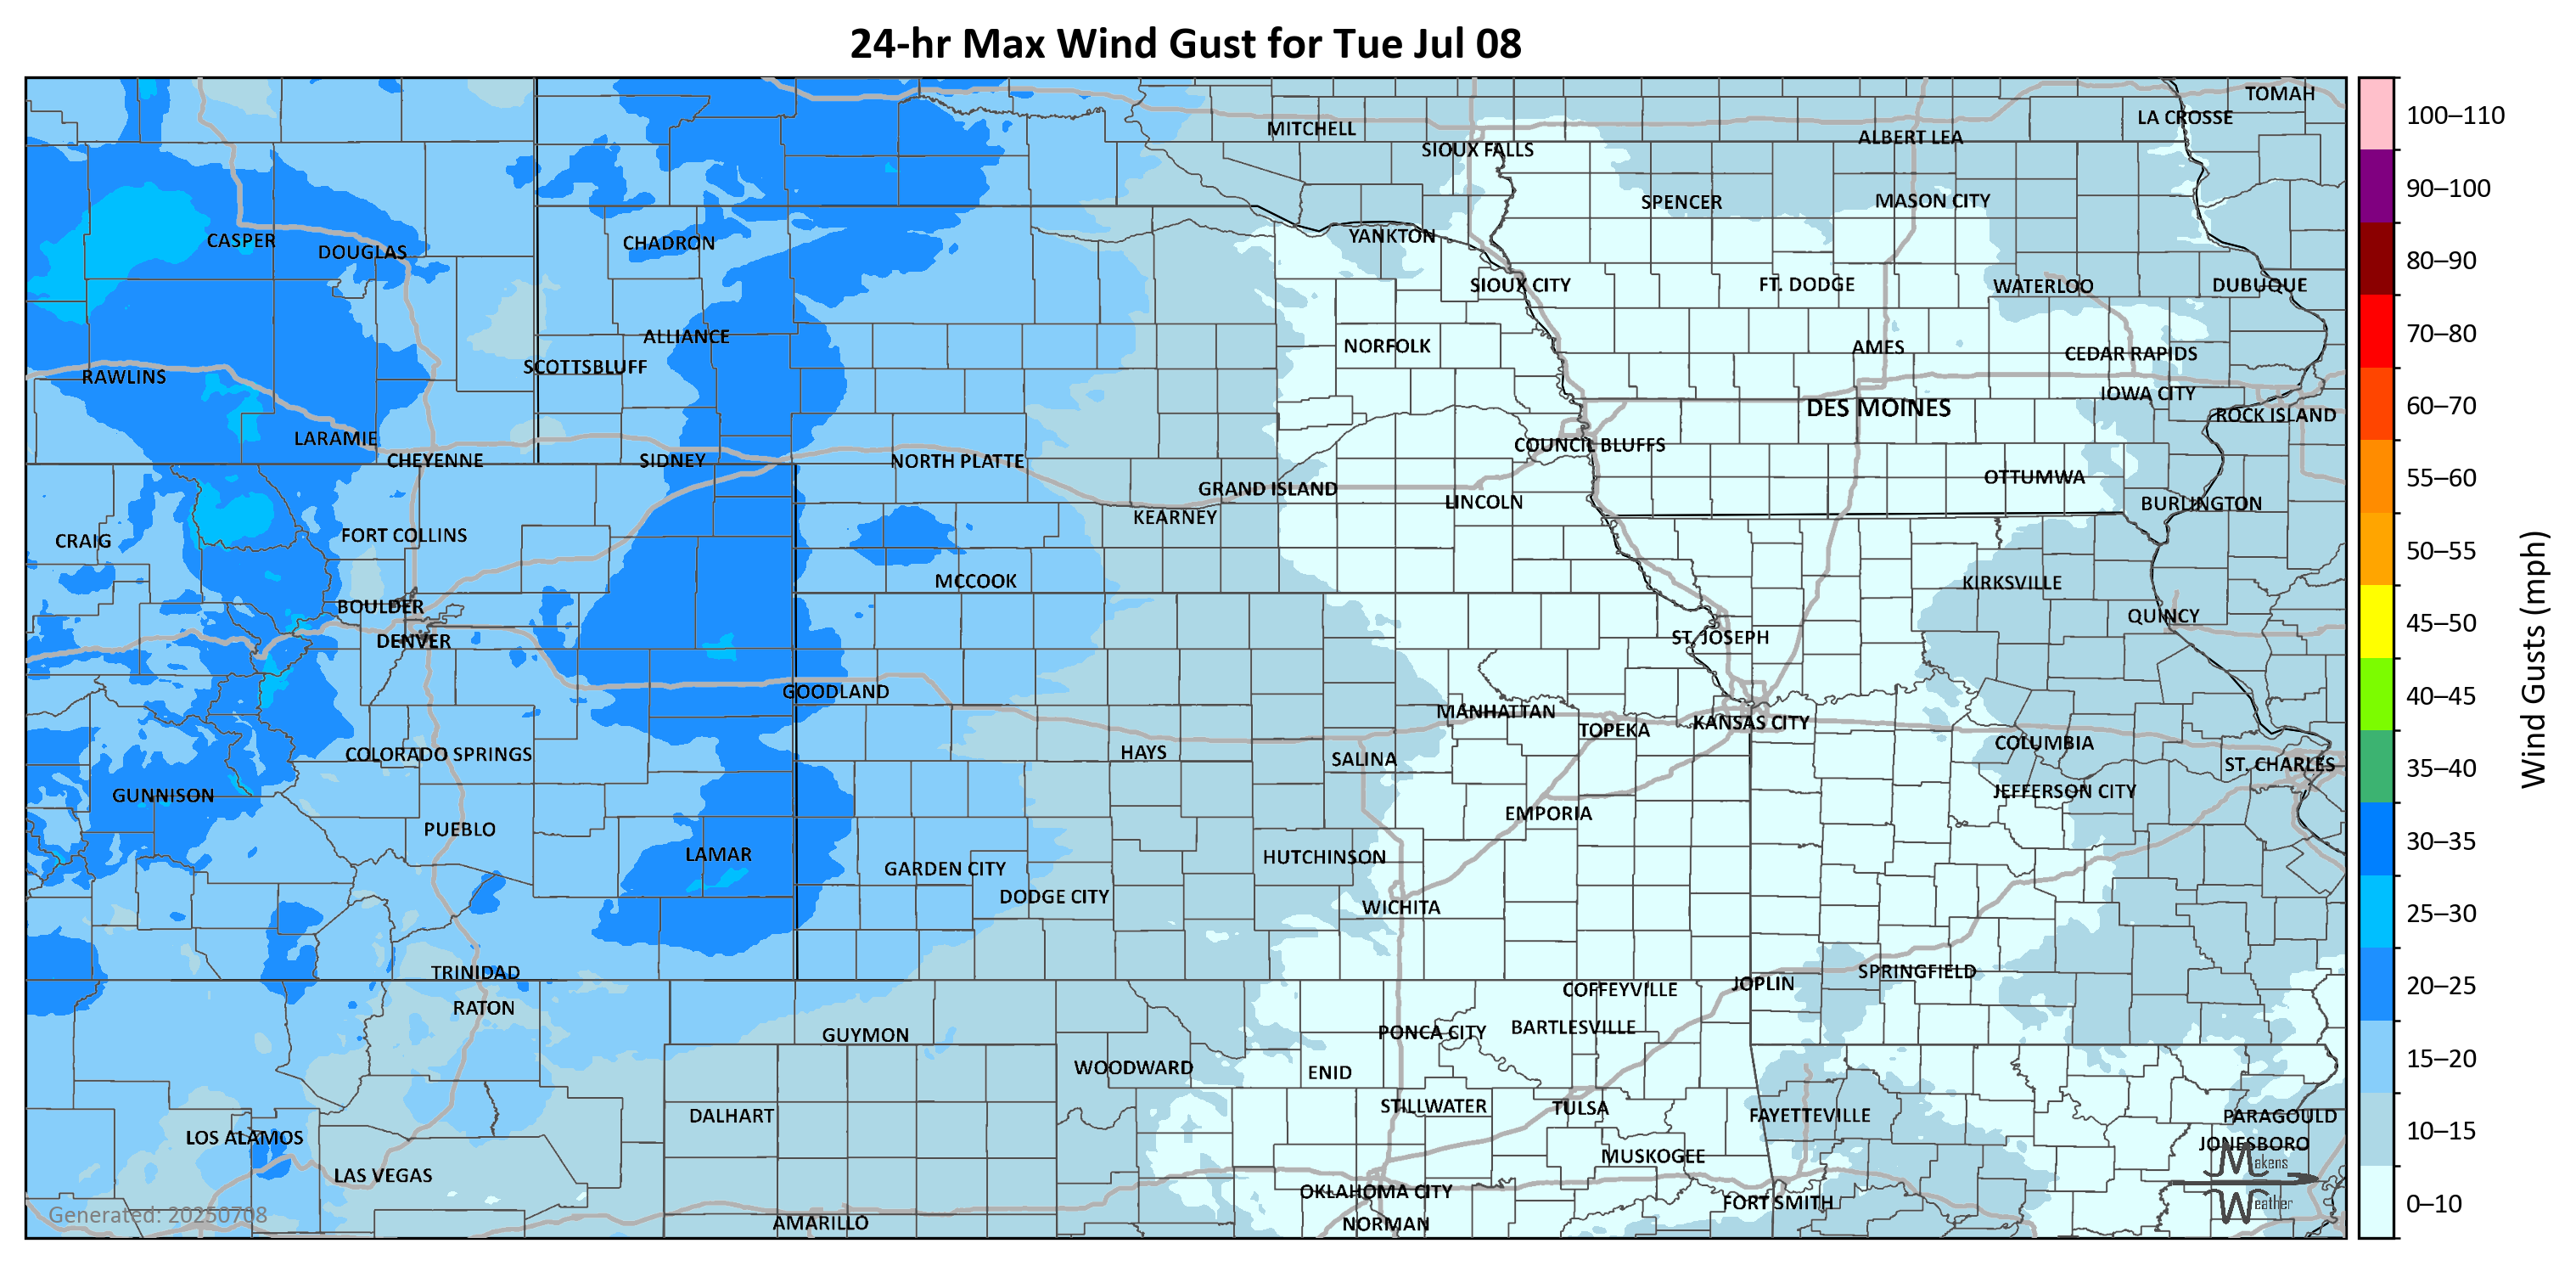 24-hr Max Wind Gust for Tue Jul 08
TOMAH
LA CROSSE
MITCHELL
ALBERT LEA
SIOUX FALLS
SPENCER
MASON CITY
CASPER
DOUGLAS
CHADRON
YANKTON
SIOUX CITY
FT. DODGE
WATERLOO
DUBUQUE
ALLIANCE
NORFOLK
AMES
CEDAR RAPIDS
SCOTTSBLUFF
RAWLINS
IOWA CITY
DES MOINES
ROCK ISLAND
LARAMIE
COUNCIL BLUFFS
CHEYENNE
SIDNEY
NORTH PLATTE
OTTUMWA
GRAND ISLAND
LINCOLN
BURLINGTON
KEARNEY
CRAIG
FORT COLLINS
MCCOOK
KIRKSVILLE
BOULDER
QUINCY
DENVER
ST. JOSEPH
GOODLAND
MANHATTAN
TOPEKA
KANSAS CITY
COLORADO SPRINGS
HAYS
SALINA
COLUMBIA
ST. CHARLES
GUNNISON
JEFFERSON CITY
EMPORIA
PUEBLO
LAMAR
HUTCHINSON
GARDEN CITY
DODGE CITY
WICHITA
TRINIDAD
SPRINGFIELD
JOPLIN
COFFEYVILLE
RATON
GUYMON
PONCA CITY
BARTLESVILLE
WOODWARD
ENID
DALHART
STILLWATER
TULSA
FAYETTEVILLE
PARAGOULD
LOS ALAMOS
JONESBORO
MUSKOGEE
LAS VEGAS
OKLAHOMA CITY
FORT SMITH
AMARILLO
NORMAN
Makens
Weather
Generated: 20250708
100–110
90–100
80–90
70–80
60–70
55–60
50–55
45–50
40–45
35–40
30–35
25–30
20–25
15–20
10–15
0–10
Wind Gusts (mph)